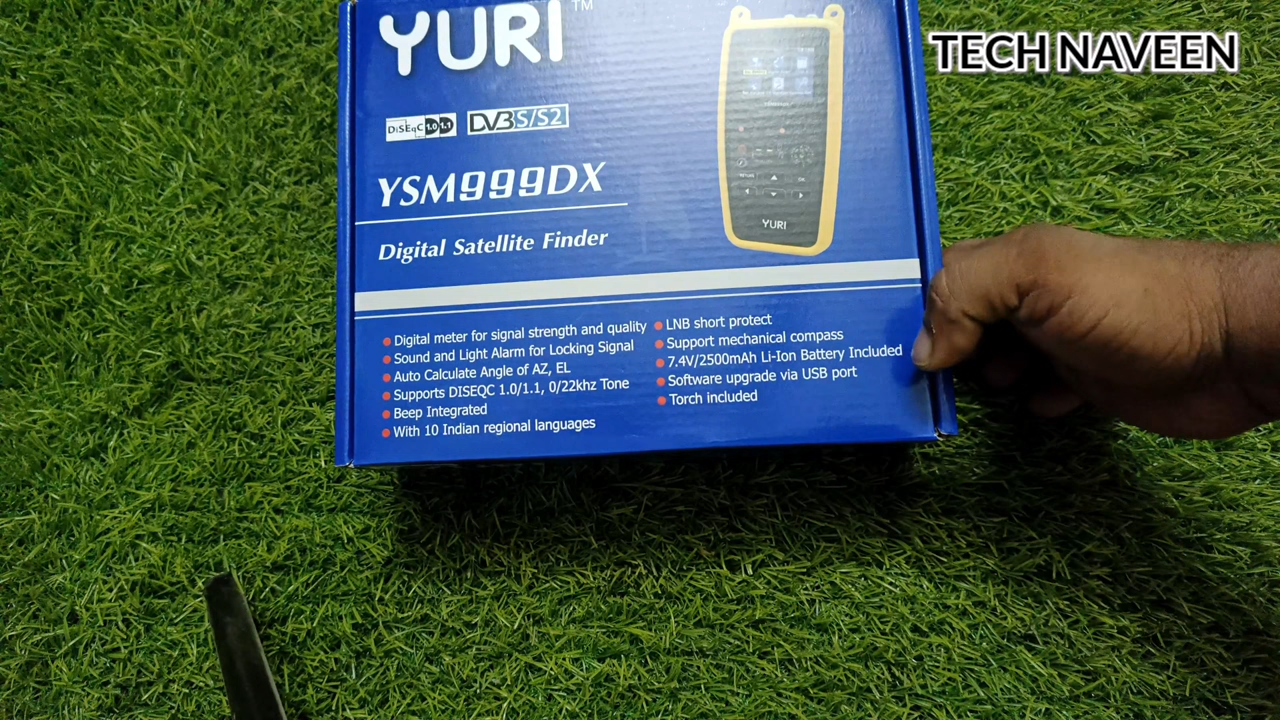 YURI™
TECH NAVEEN
DiSEqC 1.0 1.1
DVB S/S2
YSM999DX
Digital Satellite Finder
YURI
Digital meter for signal strength and quality
Sound and Light Alarm for Locking Signal
Auto Calculate Angle of AZ, EL
Supports DISEQC 1.0/1.1, 0/22khz Tone
Beep Integrated
With 10 Indian regional languages
LNB short protect
Support mechanical compass
7.4V/2500mAh Li-Ion Battery Included
Software upgrade via USB port
Torch included